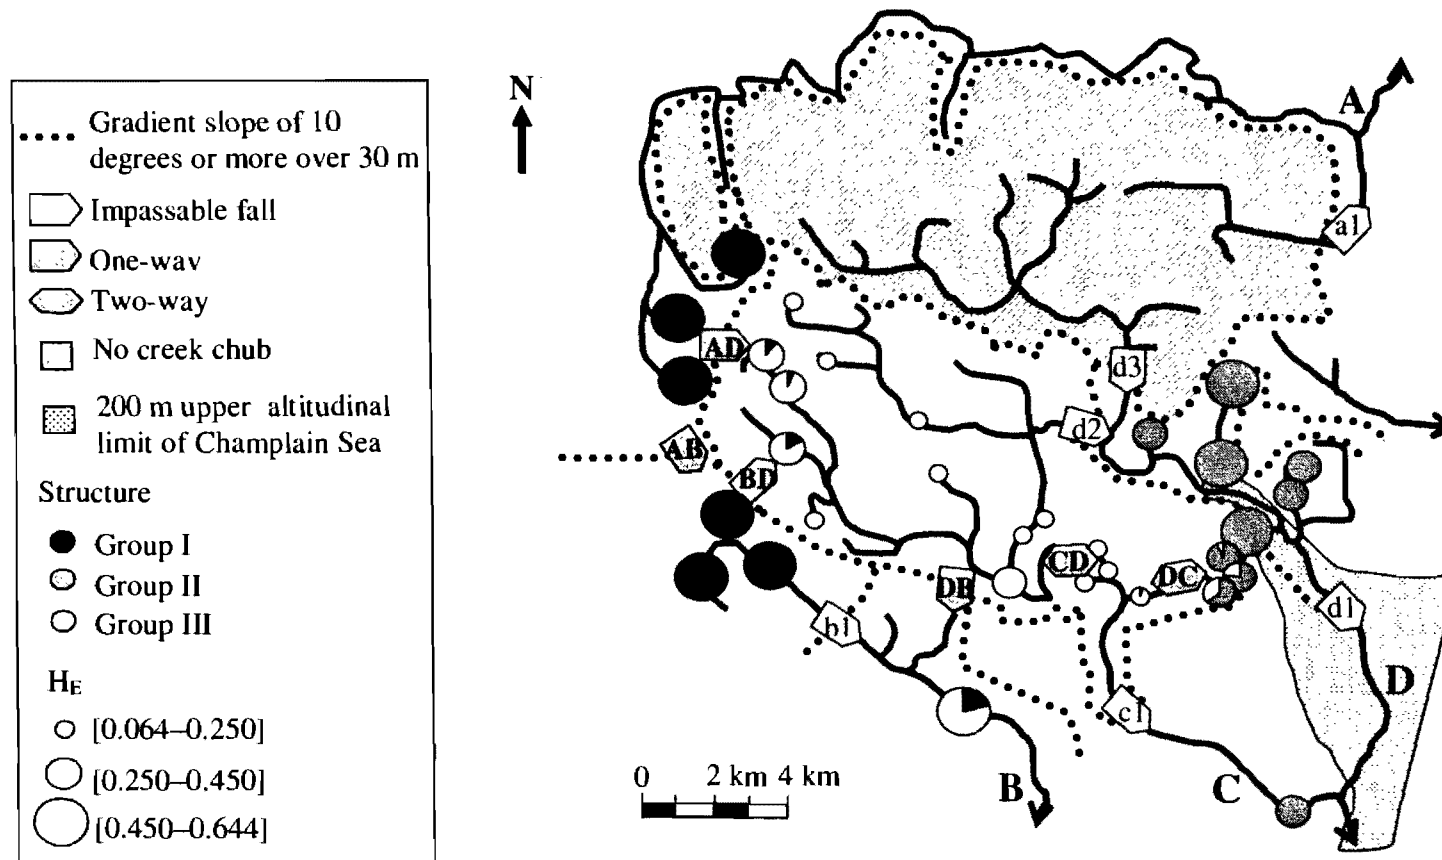 Gradient slope of 10
degrees or more over 30 m
Impassable fall
One-wav
Two-way
No creek chub
200 m upper altitudinal
limit of Champlain Sea
Structure
Group I
Group II
Group III
HE
[0.064–0.250]
[0.250–0.450]
[0.450–0.644]
N
A
a1
AD
d3
d2
AB
BD
CD
DC
DB
b1
d1
D
c1
0 2 km 4 km
B
C